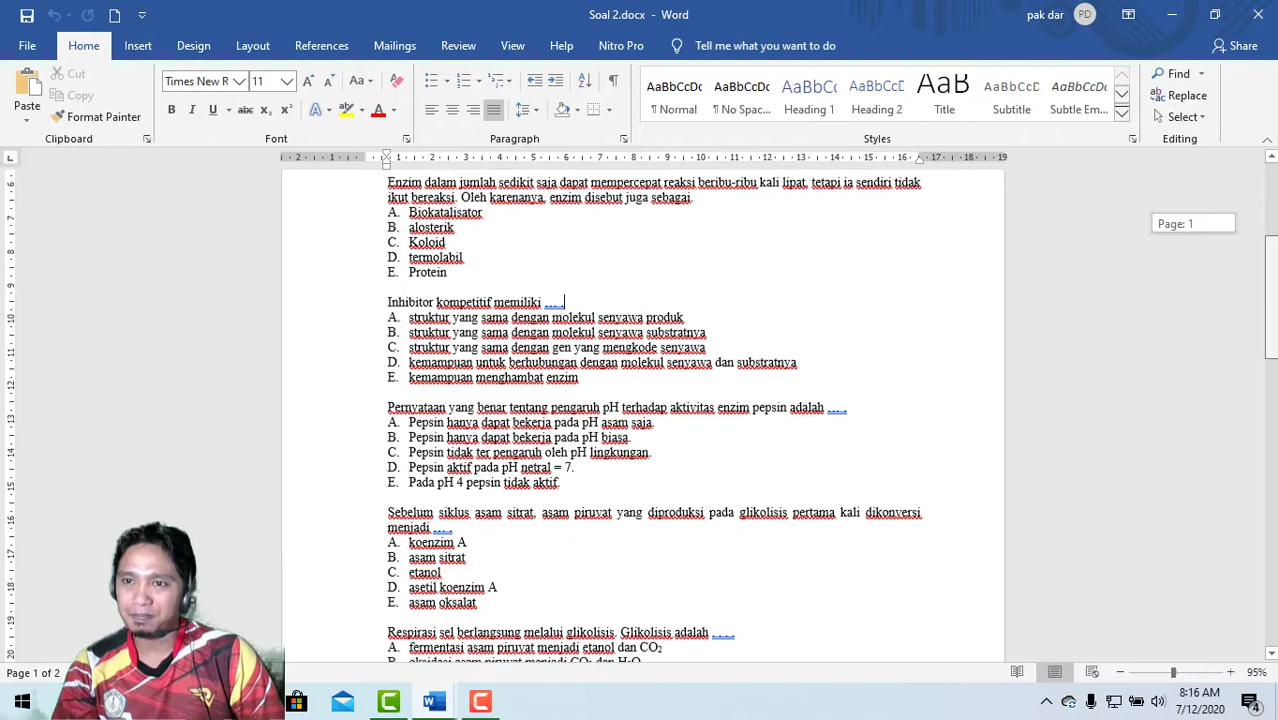 Soal 2.docx - Word
pak dar
PD
File Home Insert Design Layout References Mailings Review View Help Nitro Pro Tell me what you want to do Share
Paste
Cut
Copy
Format Painter
Clipboard
Times New R 11
Font
Paragraph
AaBbCcDc AaBbCcDc AaBbC( AaBbCcD AaB AaBbCcD AaBbCcDc
¶ Normal ¶ No Spac... Heading 1 Heading 2 Title Subtitle Subtle Em...
Styles
Find
Replace
Select
Editing
Page: 1
Enzim dalam jumlah sedikit saja dapat mempercepat reaksi beribu-ribu kali lipat, tetapi ia sendiri tidak
ikut bereaksi. Oleh karenanya, enzim disebut juga sebagai.
A. Biokatalisator
B. alosterik
C. Koloid
D. termolabil
E. Protein
Inhibitor kompetitif memiliki ... .
A. struktur yang sama dengan molekul senyawa produk
B. struktur yang sama dengan molekul senyawa substratnya
C. struktur yang sama dengan gen yang mengkode senyawa
D. kemampuan untuk berhubungan dengan molekul senyawa dan substratnya
E. kemampuan menghambat enzim
Pernyataan yang benar tentang pengaruh pH terhadap aktivitas enzim pepsin adalah ... .
A. Pepsin hanya dapat bekerja pada pH asam saja.
B. Pepsin hanya dapat bekerja pada pH biasa.
C. Pepsin tidak ter pengaruh oleh pH lingkungan.
D. Pepsin aktif pada pH netral = 7.
E. Pada pH 4 pepsin tidak aktif.
Sebelum siklus asam sitrat, asam piruvat yang diproduksi pada glikolisis pertama kali dikonversi
menjadi ... .
A. koenzim A
B. asam sitrat
C. etanol
D. asetil koenzim A
E. asam oksalat
Respirasi sel berlangsung melalui glikolisis. Glikolisis adalah . . . .
A. fermentasi asam piruvat menjadi etanol dan CO₂
B. oksidasi asam piruvat menjadi CO₂ dan H₂O
Page 1 of 2
95%
8:16 AM
7/12/2020
4